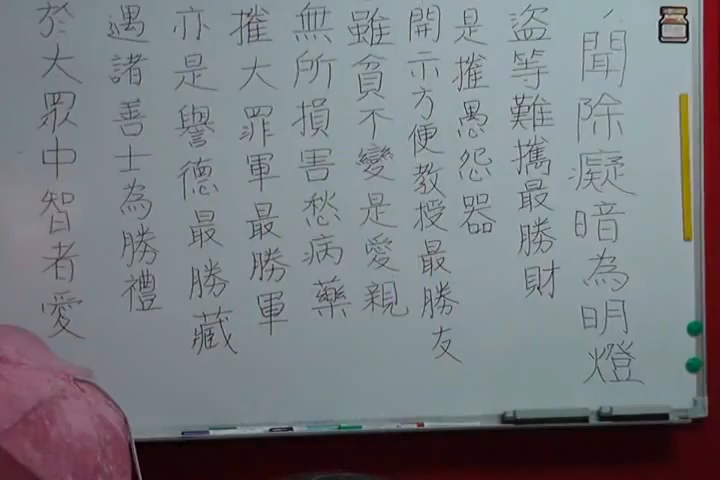 聞除癡暗為明燈
盜等難攜最勝財
是摧愚怨器
開示方便教授最勝友
雖貧不變是愛親
無所損害愁病藥
摧大罪軍最勝軍
亦是譽德最勝藏
遇諸善士為勝禮
於大眾中智者愛